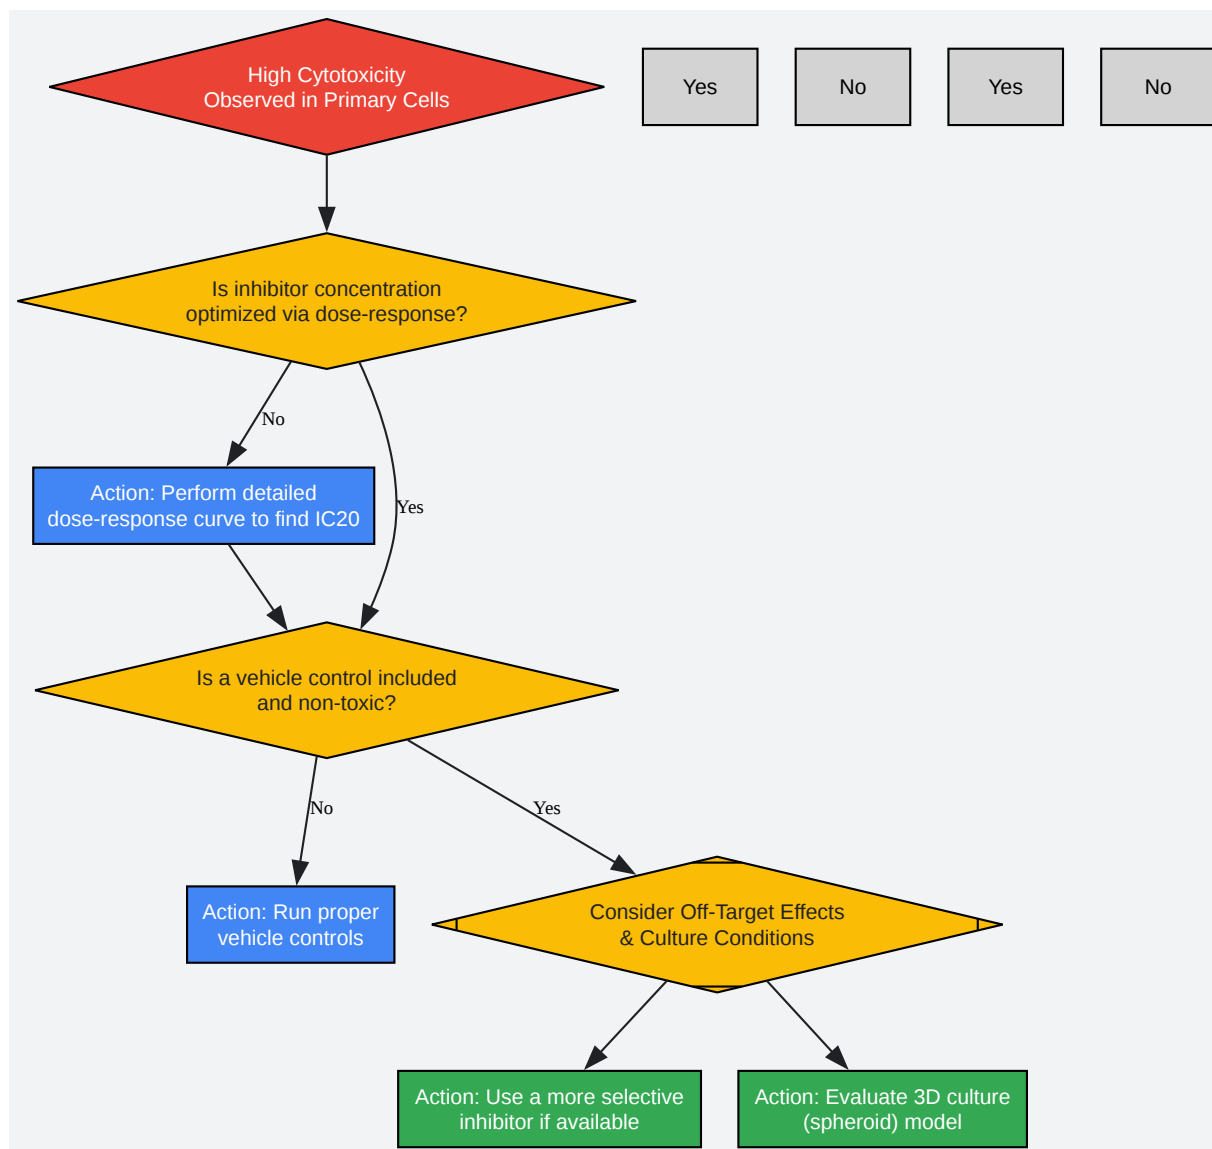 High Cytotoxicity
Observed in Primary Cells
Yes
No
Yes
No
Is inhibitor concentration
optimized via dose-response?
No
Action: Perform detailed
dose-response curve to find IC20
Yes
Is a vehicle control included
and non-toxic?
No
Yes
Action: Run proper
vehicle controls
Consider Off-Target Effects
& Culture Conditions
Action: Use a more selective
inhibitor if available
Action: Evaluate 3D culture
(spheroid) model